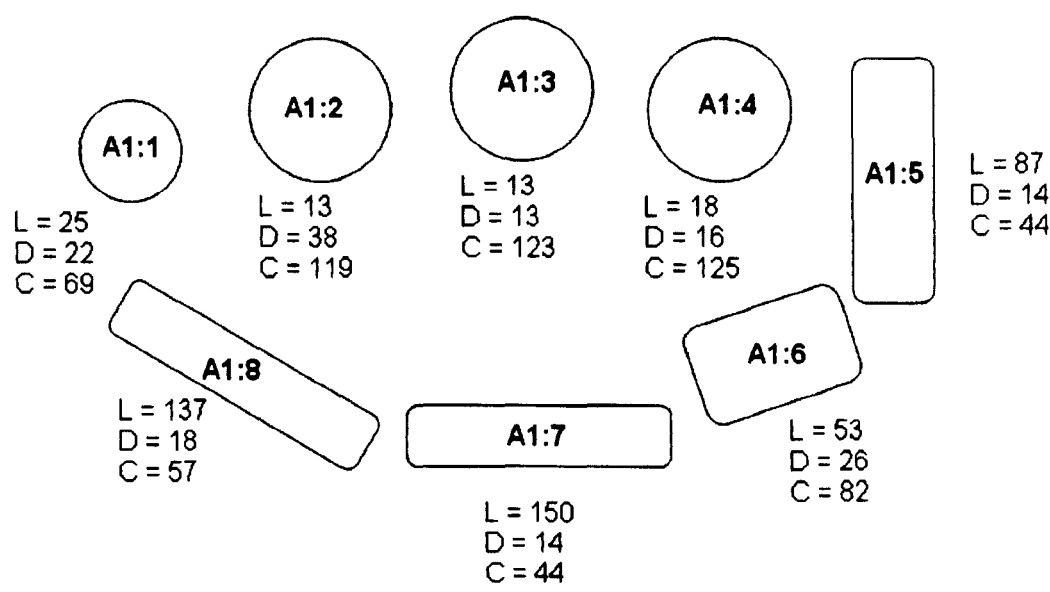 A1:1
L = 25
D = 22
C = 69
A1:2
L = 13
D = 38
C = 119
A1:3
L = 13
D = 13
C = 123
A1:4
L = 18
D = 16
C = 125
A1:5
L = 87
D = 14
C = 44
A1:6
L = 53
D = 26
C = 82
A1:7
L = 150
D = 14
C = 44
A1:8
L = 137
D = 18
C = 57